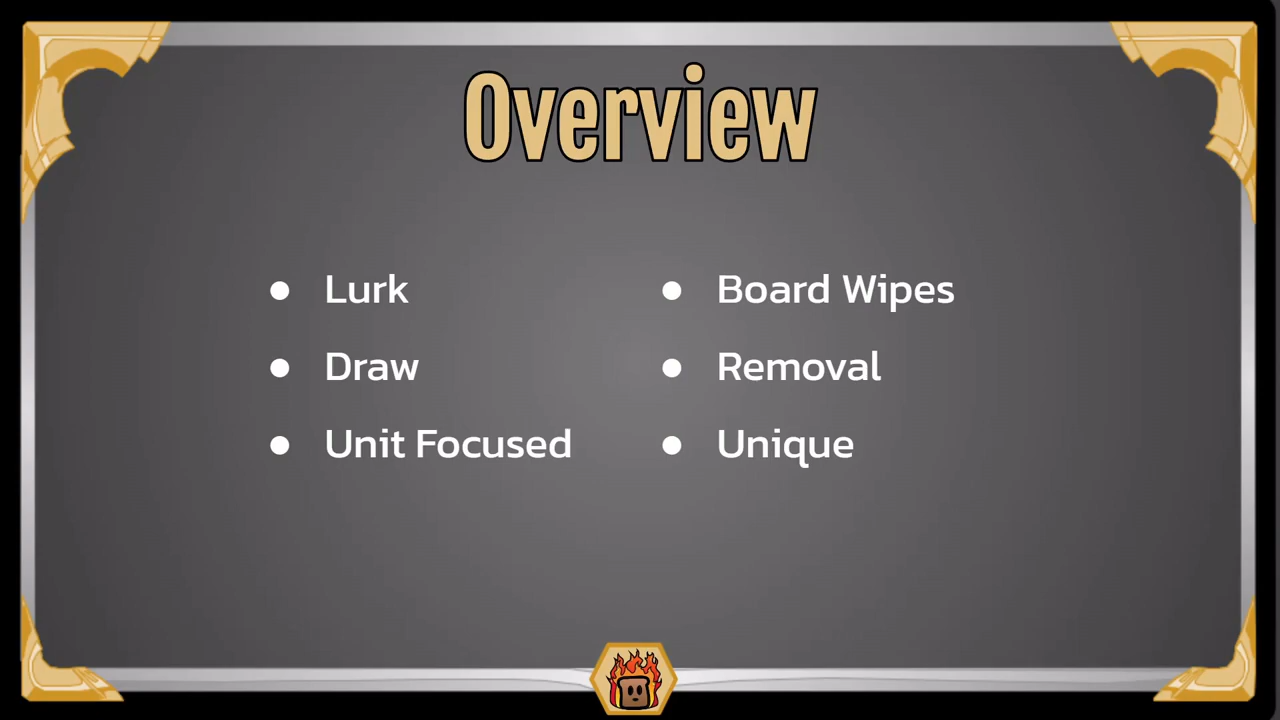 Overview
Lurk
Draw
Unit Focused
Board Wipes
Removal
Unique